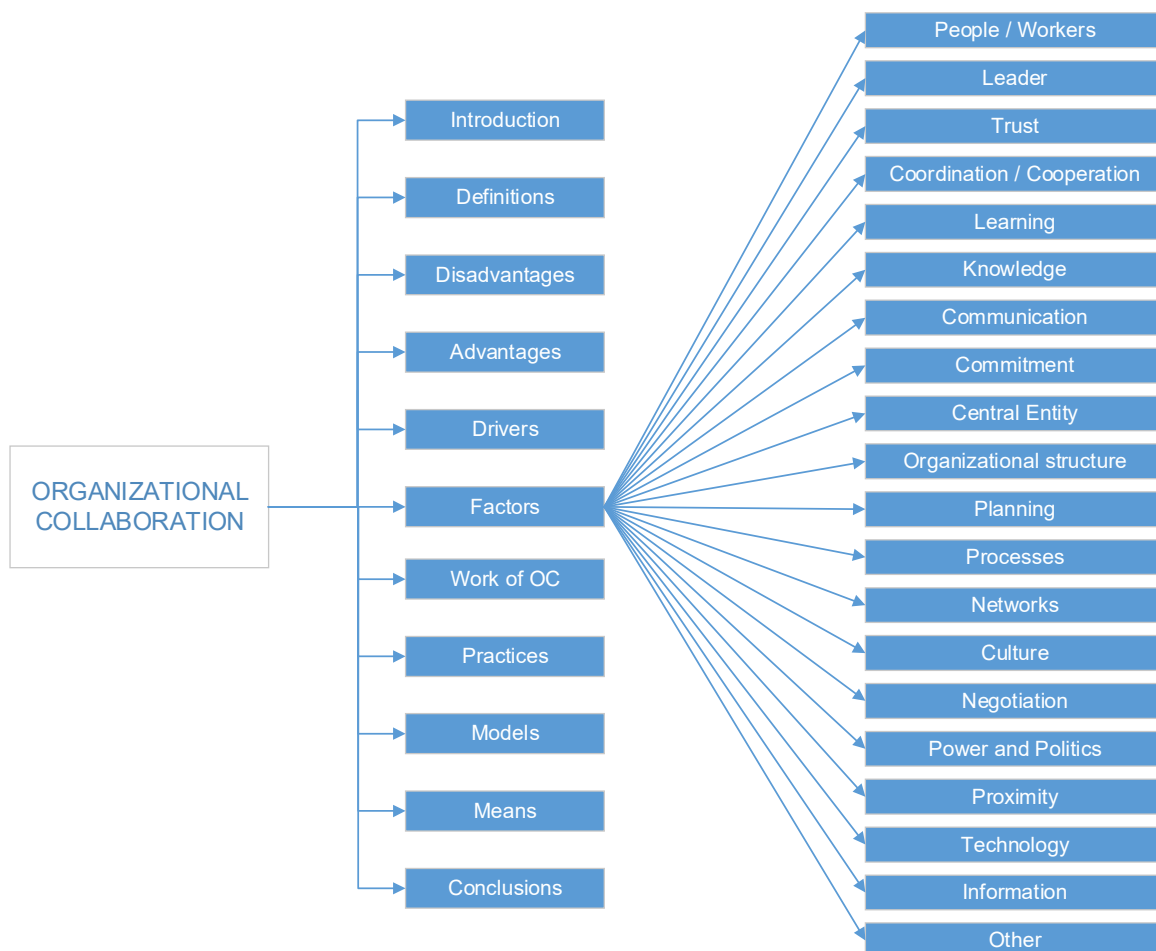 ORGANIZATIONAL
COLLABORATION
Introduction
Definitions
Disadvantages
Advantages
Drivers
Factors
Work of OC
Practices
Models
Means
Conclusions
People / Workers
Leader
Trust
Coordination / Cooperation
Learning
Knowledge
Communication
Commitment
Central Entity
Organizational structure
Planning
Processes
Networks
Culture
Negotiation
Power and Politics
Proximity
Technology
Information
Other